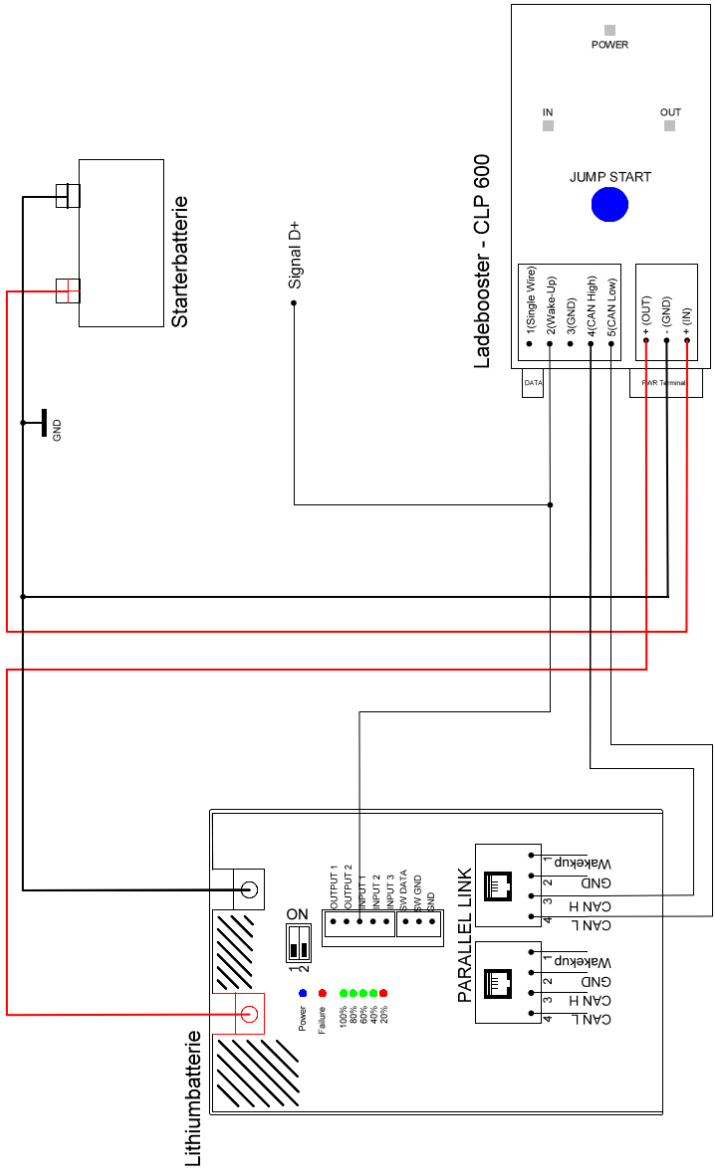 POWER
IN
OUT
JUMP START
Ladebooster - CLP 600
1(Single Wire)
2(Wake-Up)
3(GND)
4(CAN High)
5(CAN Low)
+ (OUT)
- (GND)
+ (IN)
DATA
PWR Terminal
Starterbatterie
Signal D+
GND
Lithiumbatterie
ON
1 2
Power
Failure
100%
80%
60%
40%
20%
OUTPUT 1
OUTPUT 2
INPUT 1
INPUT 2
INPUT 3
SW DATA
SW GND
GND
PARALLEL LINK
1 Wakeup
2 GND
3 CAN H
4 CAN L
1 Wakeup
2 GND
3 CAN H
4 CAN L